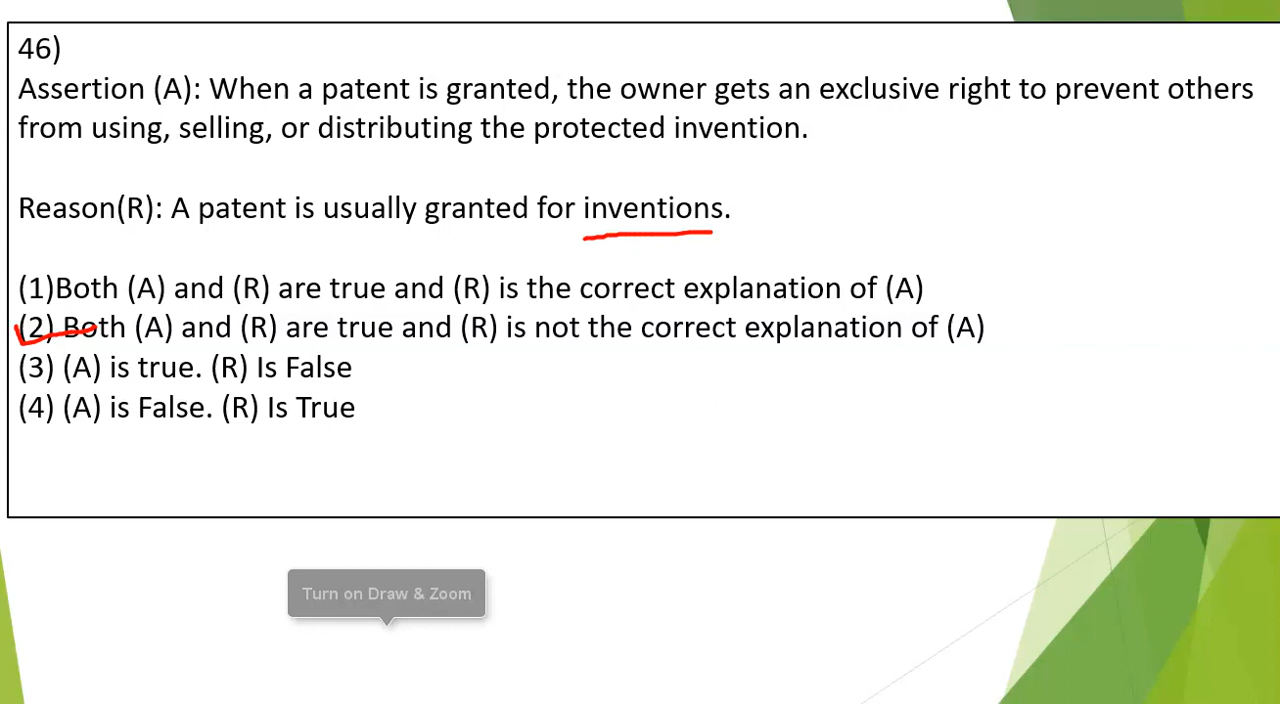 46)
Assertion (A): When a patent is granted, the owner gets an exclusive right to prevent others
from using, selling, or distributing the protected invention.
Reason(R): A patent is usually granted for inventions.
(1)Both (A) and (R) are true and (R) is the correct explanation of (A)
(2) Both (A) and (R) are true and (R) is not the correct explanation of (A)
(3) (A) is true. (R) Is False
(4) (A) is False. (R) Is True
Turn on Draw & Zoom